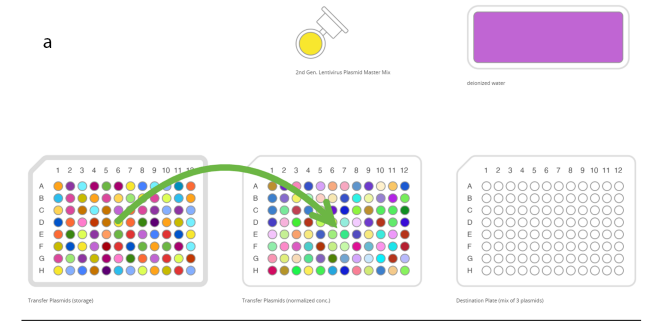 a
2nd Gen. Lentivirus Plasmid Master Mix
deionized water
1 2 3 4 5 6 7 8 9 10 11 12
A
B
C
D
E
F
G
H
Transfer Plasmids (storage)
1 2 3 4 5 6 7 8 9 10 11 12
A
B
C
D
E
F
G
H
Transfer Plasmids (normalized conc.)
1 2 3 4 5 6 7 8 9 10 11 12
A
B
C
D
E
F
G
H
Destination Plate (mix of 3 plasmids)